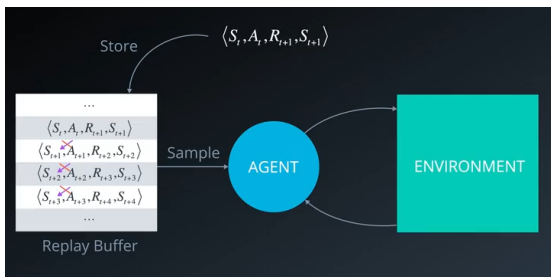 Store
⟨S_t, A_t, R_{t+1}, S_{t+1}⟩
...
⟨S_t, A_t, R_{t+1}, S_{t+1}⟩
⟨S_{t+1}, A_{t+1}, R_{t+2}, S_{t+2}⟩
⟨S_{t+2}, A_{t+2}, R_{t+3}, S_{t+3}⟩
⟨S_{t+3}, A_{t+3}, R_{t+4}, S_{t+4}⟩
...
Replay Buffer
Sample
AGENT
ENVIRONMENT